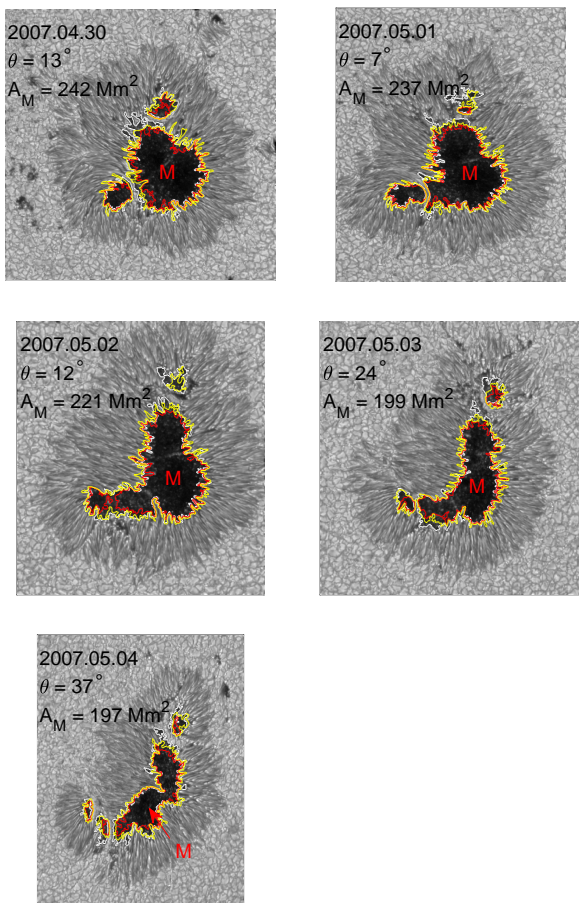 2007.04.30
θ = 13°
A_M = 242 Mm²
M
2007.05.01
θ = 7°
A_M = 237 Mm²
M
2007.05.02
θ = 12°
A_M = 221 Mm²
M
2007.05.03
θ = 24°
A_M = 199 Mm²
M
2007.05.04
θ = 37°
A_M = 197 Mm²
M